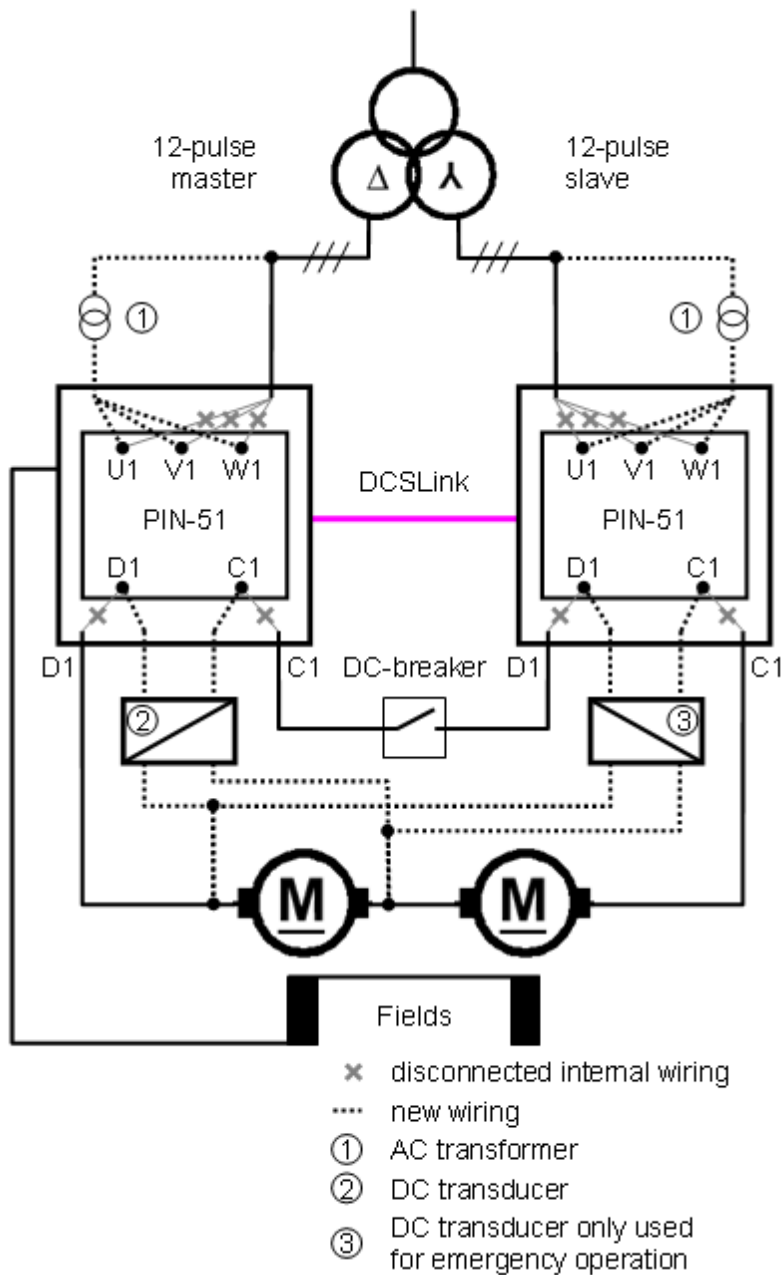 12-pulse
master
12-pulse
slave
Δ
⅄
1
1
U1 V1 W1
U1 V1 W1
DCSLink
PIN-51
PIN-51
D1 C1
D1 C1
D1 C1 DC-breaker D1 C1
2
3
M
M
Fields
disconnected internal wiring
new wiring
1 AC transformer
2 DC transducer
3 DC transducer only used
for emergency operation